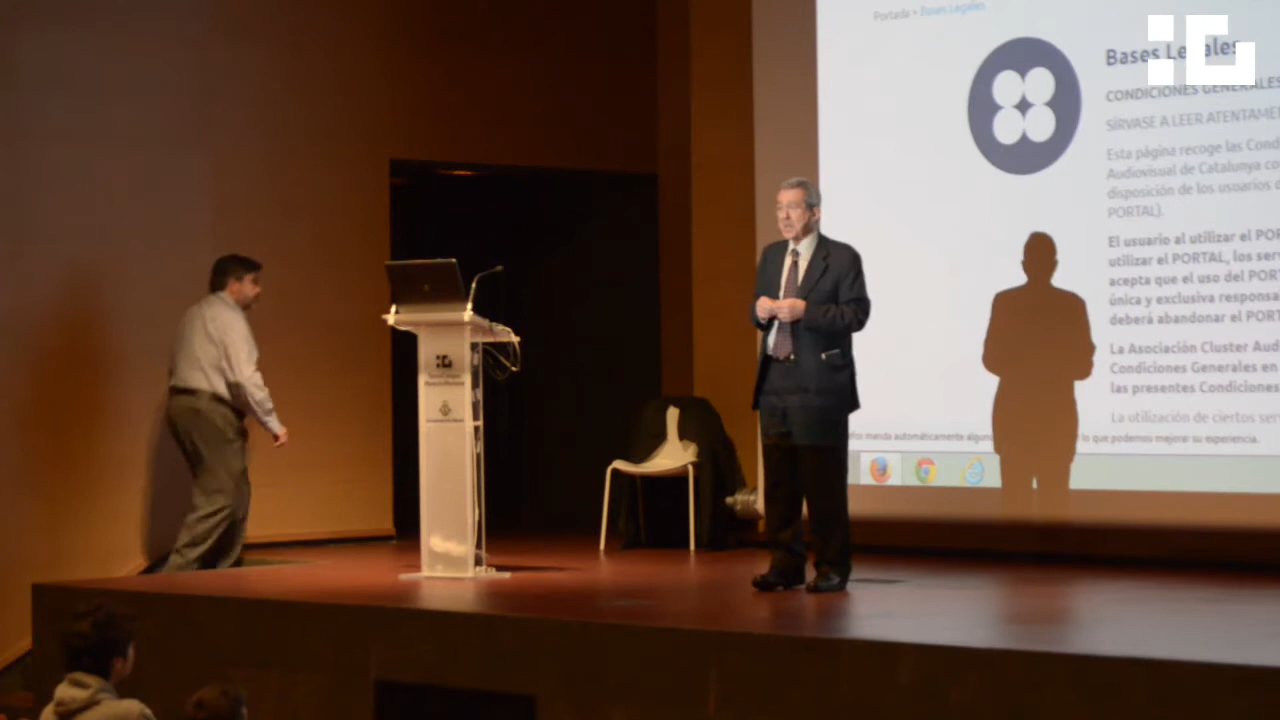 Portada > Bases Legales
Bases Legales
CONDICIONES GENERALES
SÍRVASE A LEER ATENTAMEN
Esta página recoge las Cond
Audiovisual de Catalunya co
disposición de los usuarios d
PORTAL).
El usuario al utilizar el POR
utilizar el PORTAL, los serv
acepta que el uso del PORT
única y exclusiva responsa
deberá abandonar el PORT
La Asociación Cluster Aud
Condiciones Generales en
las presentes Condiciones
La utilización de ciertos serv
manda automáticamente algun
lo que podemos mejorar su experiencia.